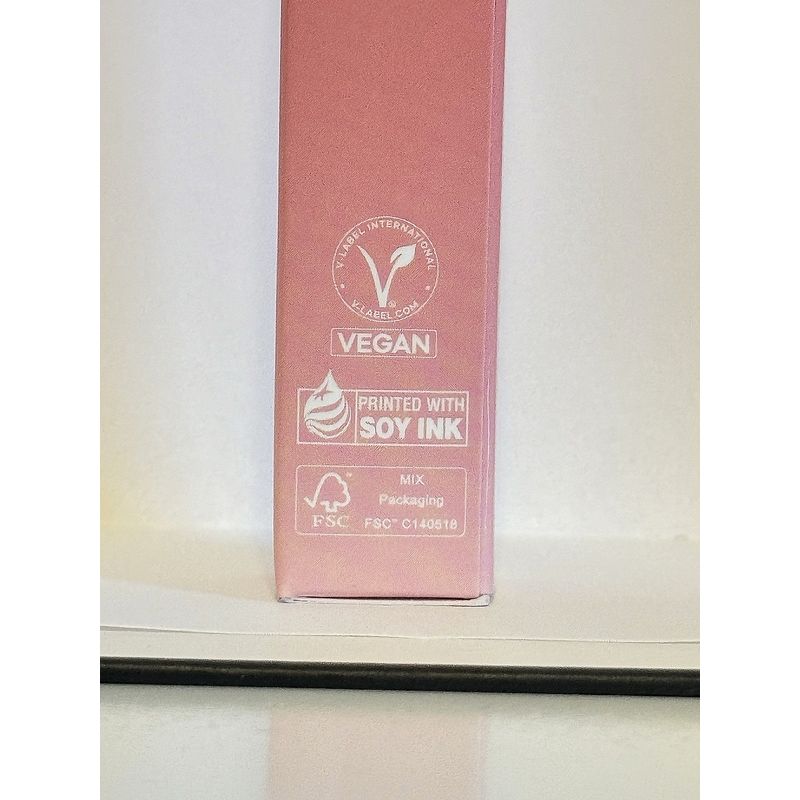 V-LABEL INTERNATIONAL
V-LABEL.COM
VEGAN
PRINTED WITH
SOY INK
MIX
Packaging
FSC™ C140518
FSC